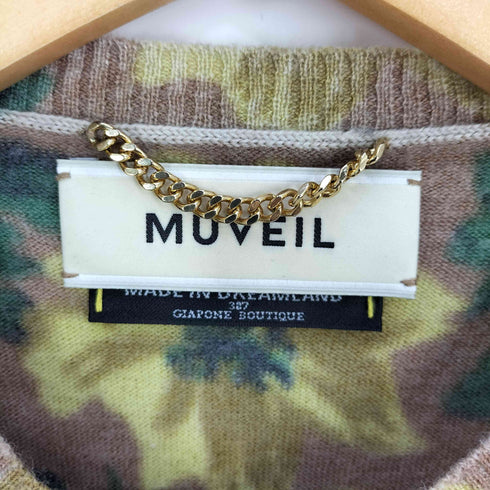 MUVEIL
MADE IN DREAMLAND
387
GIAPONE BOUTIQUE